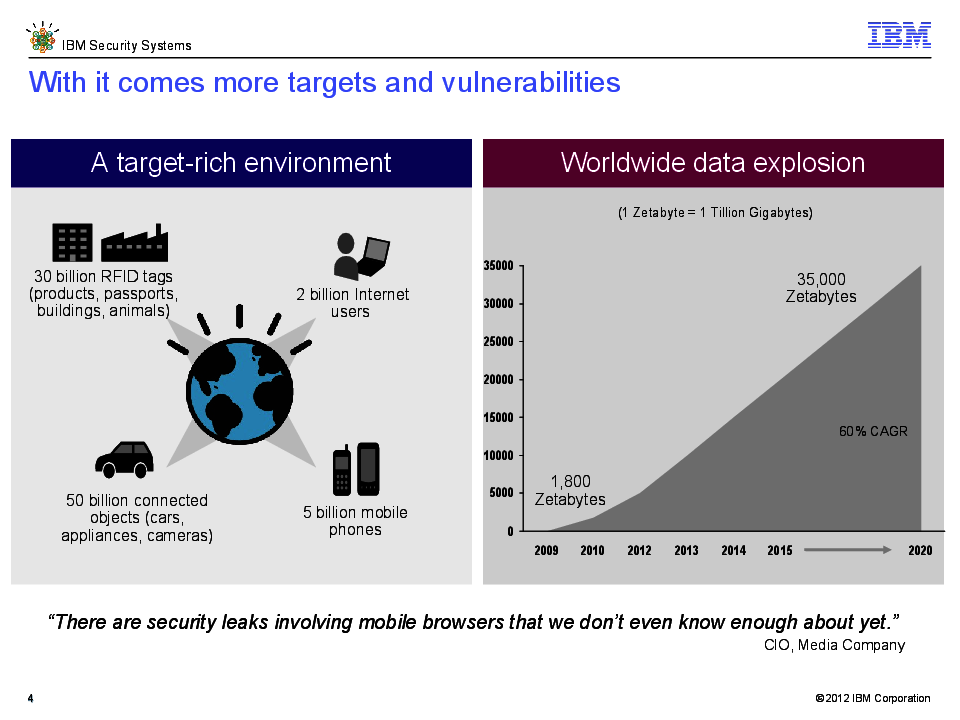 IBM Security Systems
IBM
With it comes more targets and vulnerabilities
A target-rich environment
30 billion RFID tags
(products, passports,
buildings, animals)
2 billion Internet
users
50 billion connected
objects (cars,
appliances, cameras)
5 billion mobile
phones
Worldwide data explosion
(1 Zetabyte = 1 Tillion Gigabytes)
35000
30000
25000
20000
15000
10000
5000
0
35,000
Zetabytes
60% CAGR
1,800
Zetabytes
2009 2010 2012 2013 2014 2015 2020
“There are security leaks involving mobile browsers that we don’t even know enough about yet.”
CIO, Media Company
4
© 2012 IBM Corporation